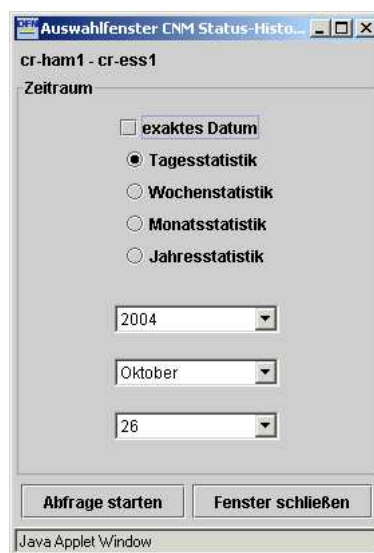 Auswahlfenster CNM Status-Histo...
cr-ham1 - cr-ess1
Zeitraum
exaktes Datum
Tagesstatistik
Wochenstatistik
Monatsstatistik
Jahresstatistik
2004
Oktober
26
Abfrage starten
Fenster schließen
Java Applet Window